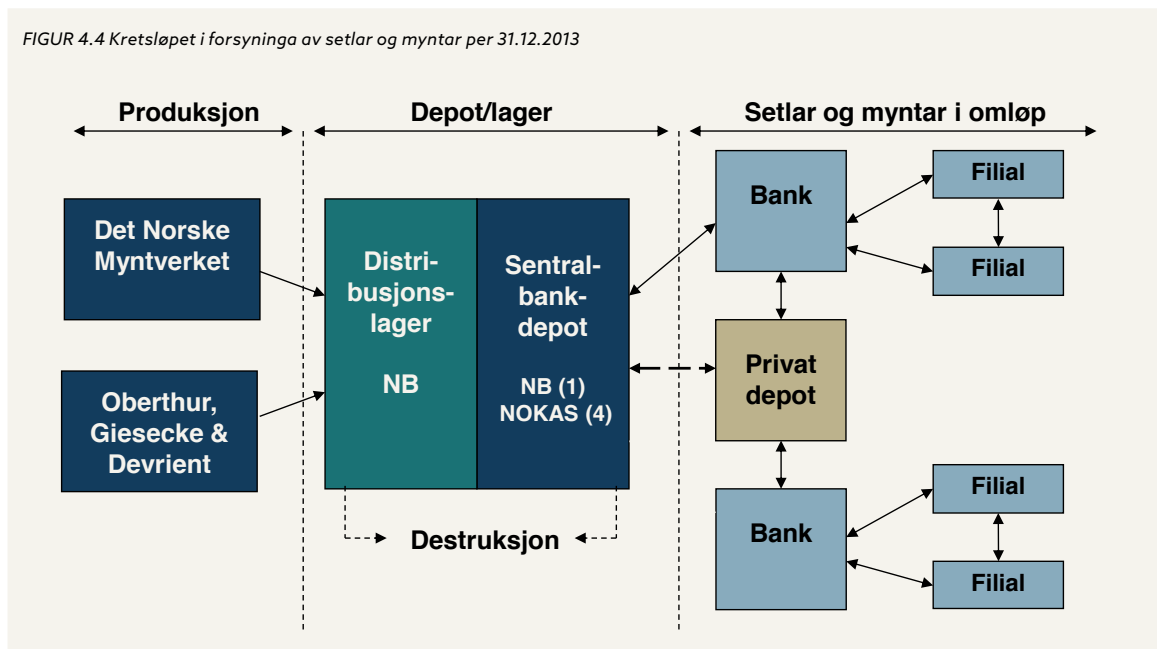 FIGUR 4.4 Kretsløpet i forsyninga av setlar og myntar per 31.12.2013
Produksjon
Depot/lager
Setlar og myntar i omløp
Det Norske
Myntverket
Oberthur,
Giesecke &
Devrient
Distri-
busjons-
lager
NB
Sentral-
bank-
depot
NB (1)
NOKAS (4)
Destruksjon
Bank
Filial
Filial
Privat
depot
Bank
Filial
Filial